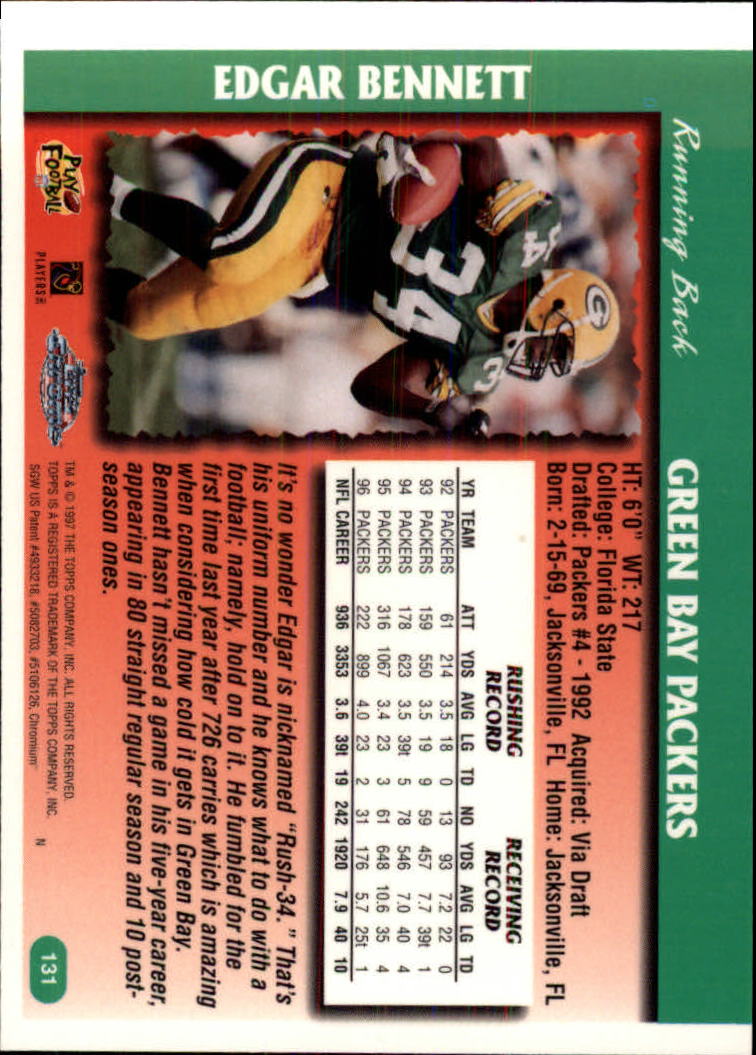 EDGAR BENNETT
Running Back
GREEN BAY PACKERS
HT: 6'0" WT: 217
College: Florida State
Drafted: Packers #4 - 1992 Acquired: Via Draft
Born: 2-15-69, Jacksonville, FL Home: Jacksonville, FL
RUSHING RECORD RECEIVING RECORD
YR TEAM ATT YDS AVG LG TD NO YDS AVG LG TD
92 PACKERS 61 214 3.5 18 0 13 93 7.2 22 0
93 PACKERS 159 550 3.5 19 9 59 457 7.7 39t 1
94 PACKERS 178 623 3.5 39t 5 78 546 7.0 40 4
95 PACKERS 316 1067 3.4 23 3 61 648 10.6 35 4
96 PACKERS 222 899 4.0 23 2 31 176 5.7 25t 1
NFL CAREER 936 3353 3.6 39t 19 242 1920 7.9 40 10
It's no wonder Edgar is nicknamed "Rush-34." That's
his uniform number and he knows what to do with a
football; namely, hold on to it. He fumbled for the
first time last year after 726 carries which is amazing
when considering how cold it gets in Green Bay.
Bennett hasn't missed a game in his five-year career,
appearing in 80 straight regular season and 10 post-
season ones.
34
34
3
G
PLAY FOOTBALL
PLAYERS
TM & © 1997 THE TOPPS COMPANY, INC. ALL RIGHTS RESERVED.
TOPPS IS A REGISTERED TRADEMARK OF THE TOPPS COMPANY, INC.
SGW US Patent #4933218, #5082703, #5106126, Chromium
N
131